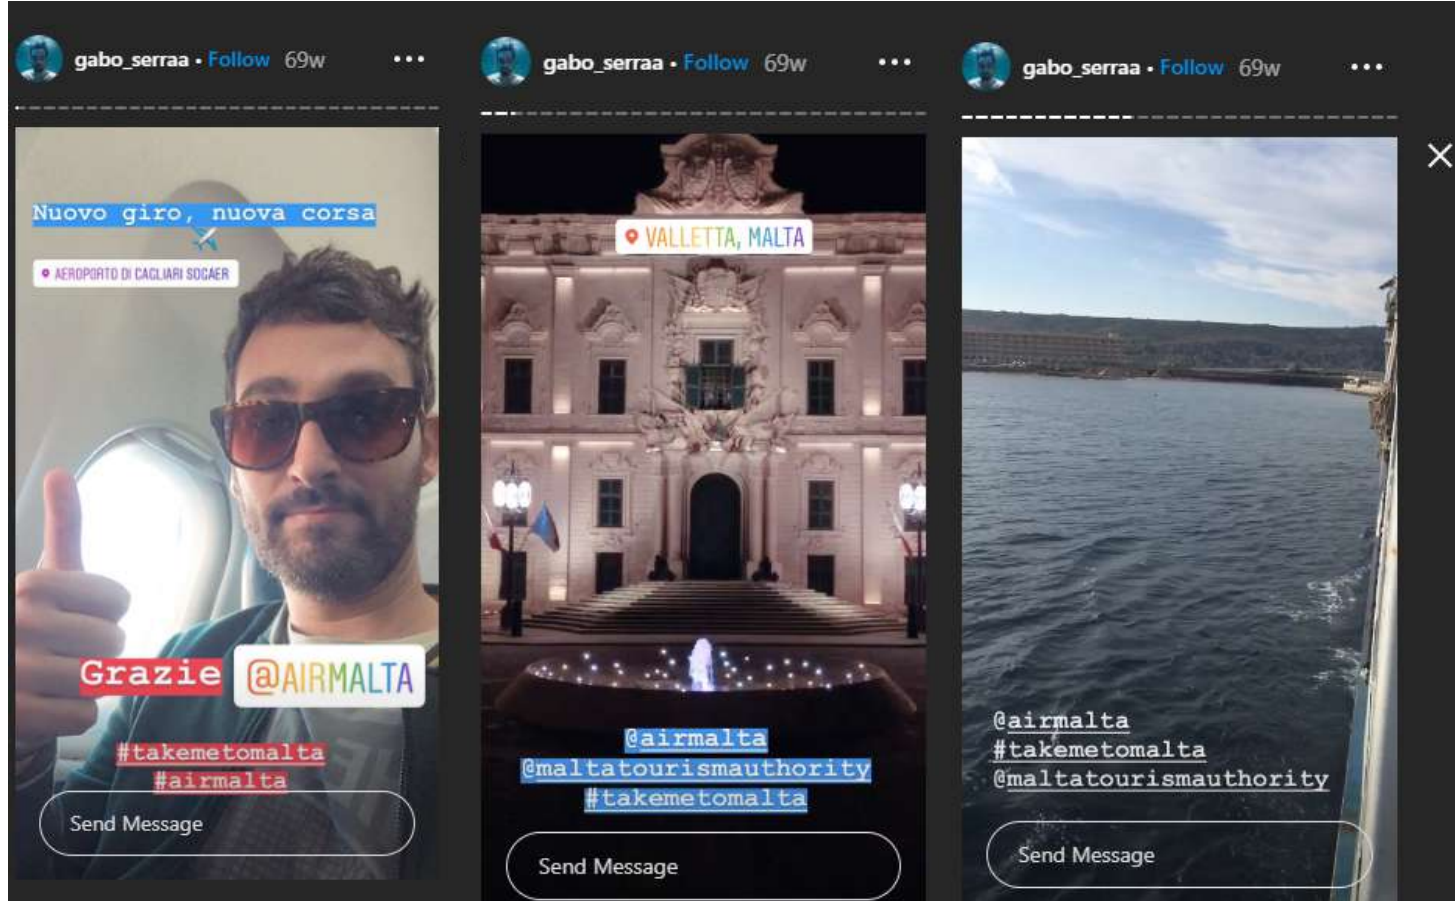 gabo_serraa • Follow 69w
Nuovo giro, nuova corsa
AEROPORTO DI CAGLIARI SOGAER
Grazie @AIRMALTA
#takemetomalta
#airmalta
Send Message
gabo_serraa • Follow 69w
VALLETTA, MALTA
@airmalta
@maltatourismauthority
#takemetomalta
Send Message
gabo_serraa • Follow 69w
@airmalta
#takemetomalta
@maltatourismauthority
Send Message